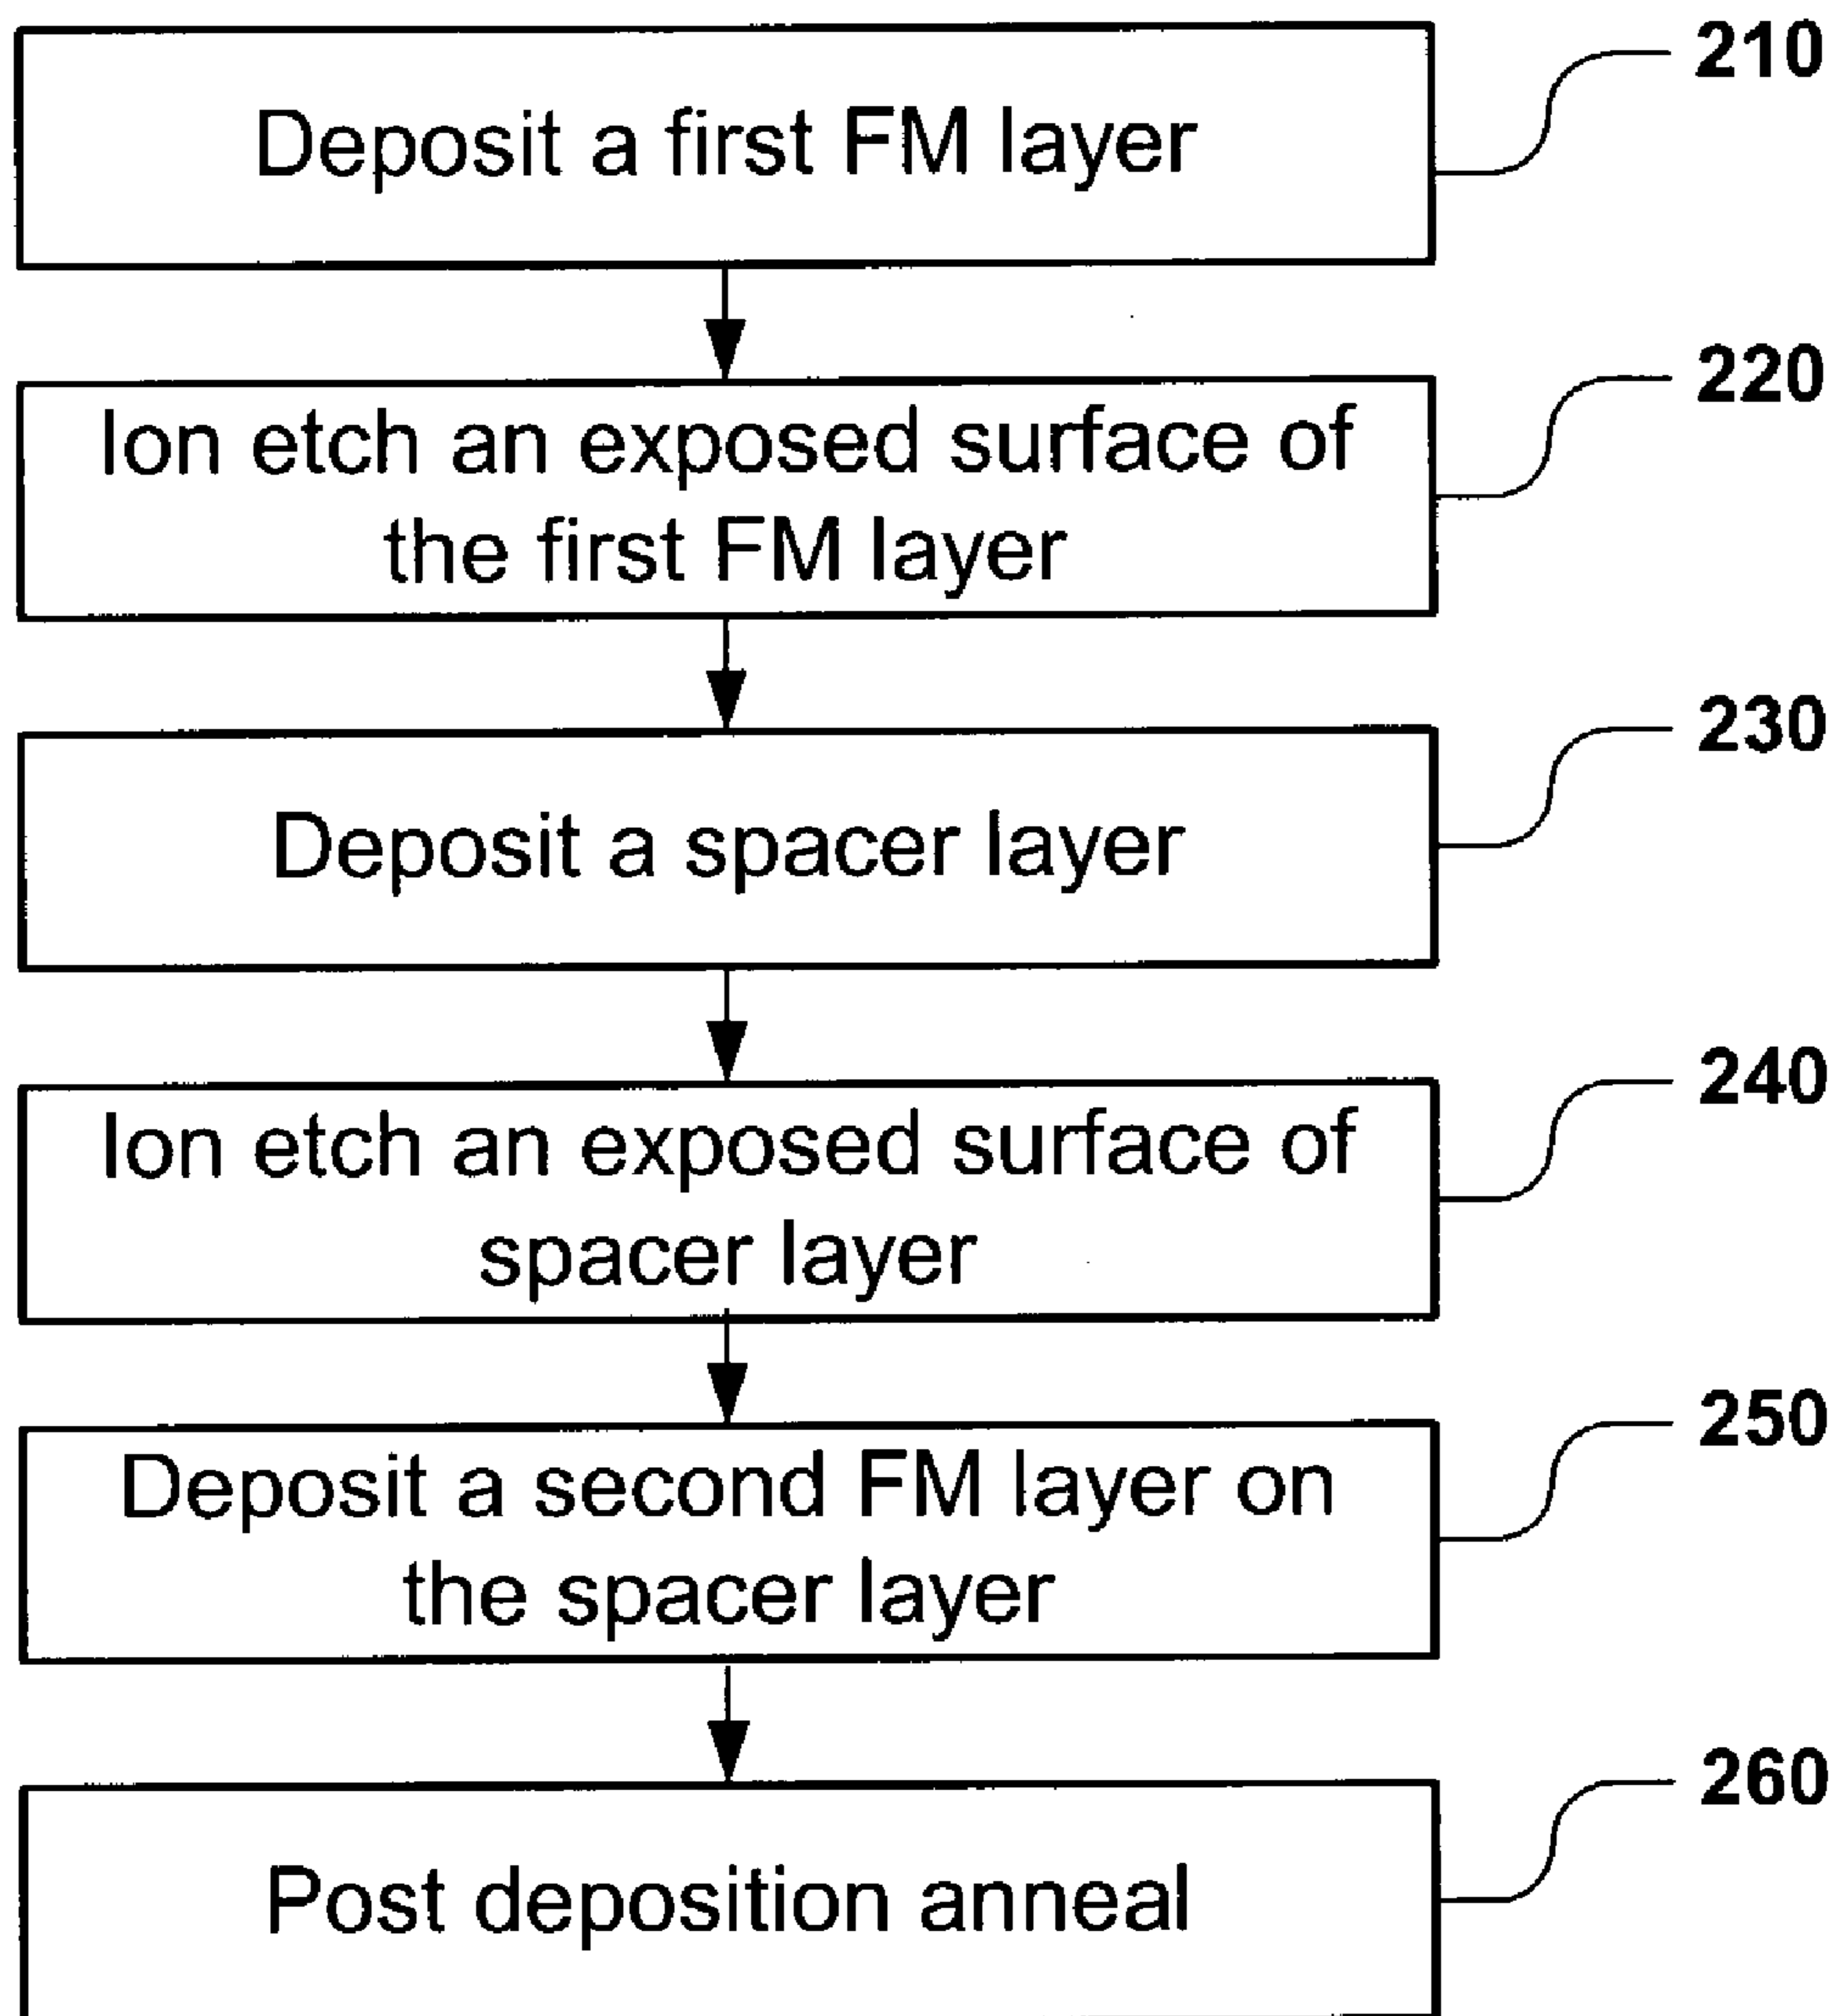 Deposit a first FM layer
210
Ion etch an exposed surface of
the first FM layer
220
Deposit a spacer layer
230
Ion etch an exposed surface of
spacer layer
240
Deposit a second FM layer on
the spacer layer
250
Post deposition anneal
260